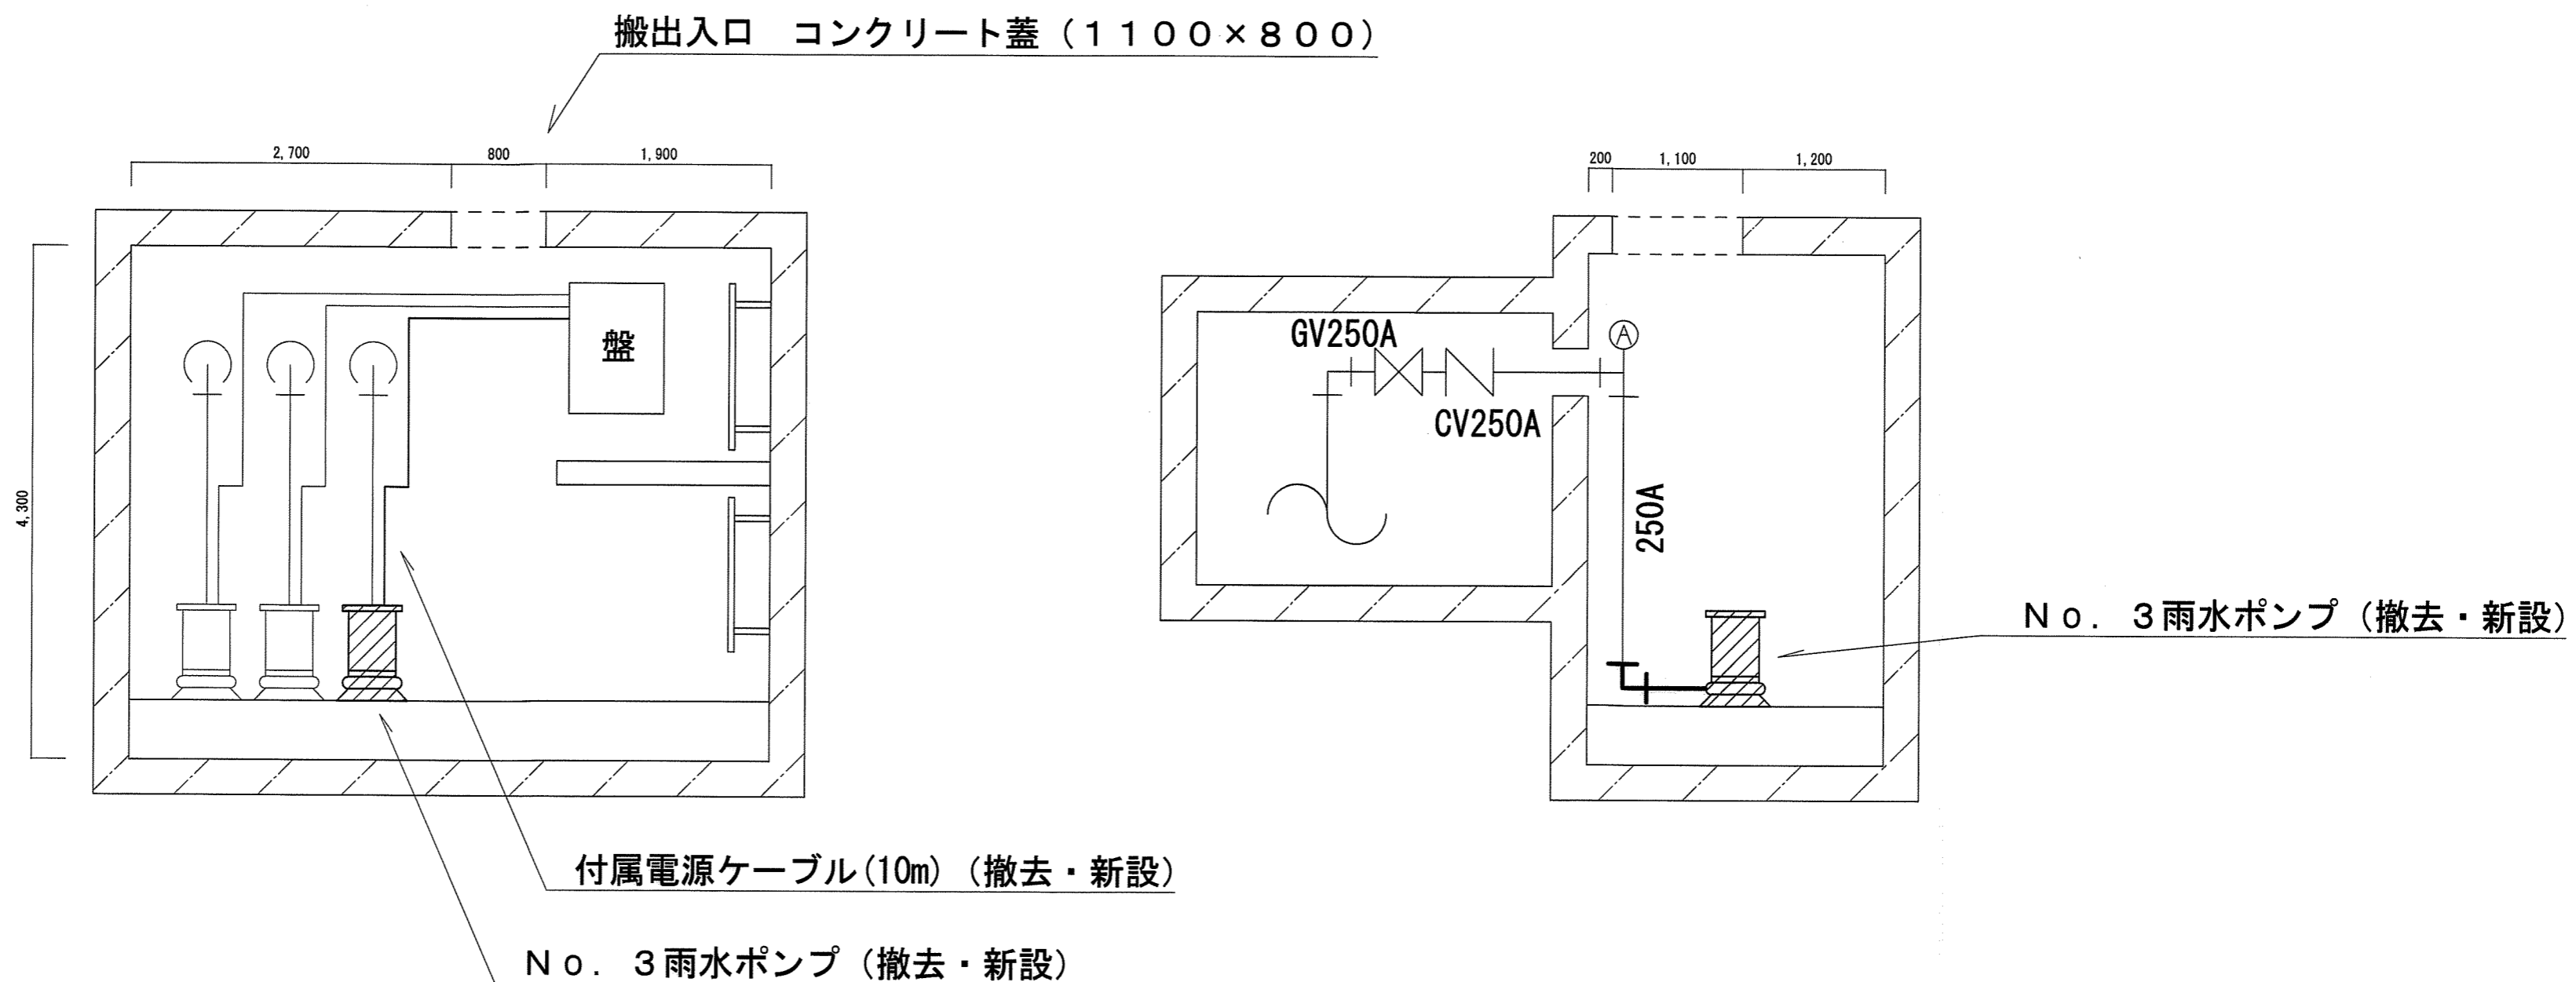 搬出入口　コンクリート蓋（１１００×８００）
2,700
800
1,900
200
1,100
1,200
4,300
盤
GV250A
CV250A
A
250A
Ｎｏ．３雨水ポンプ（撤去・新設）
付属電源ケーブル(10m)（撤去・新設）
Ｎｏ．３雨水ポンプ（撤去・新設）